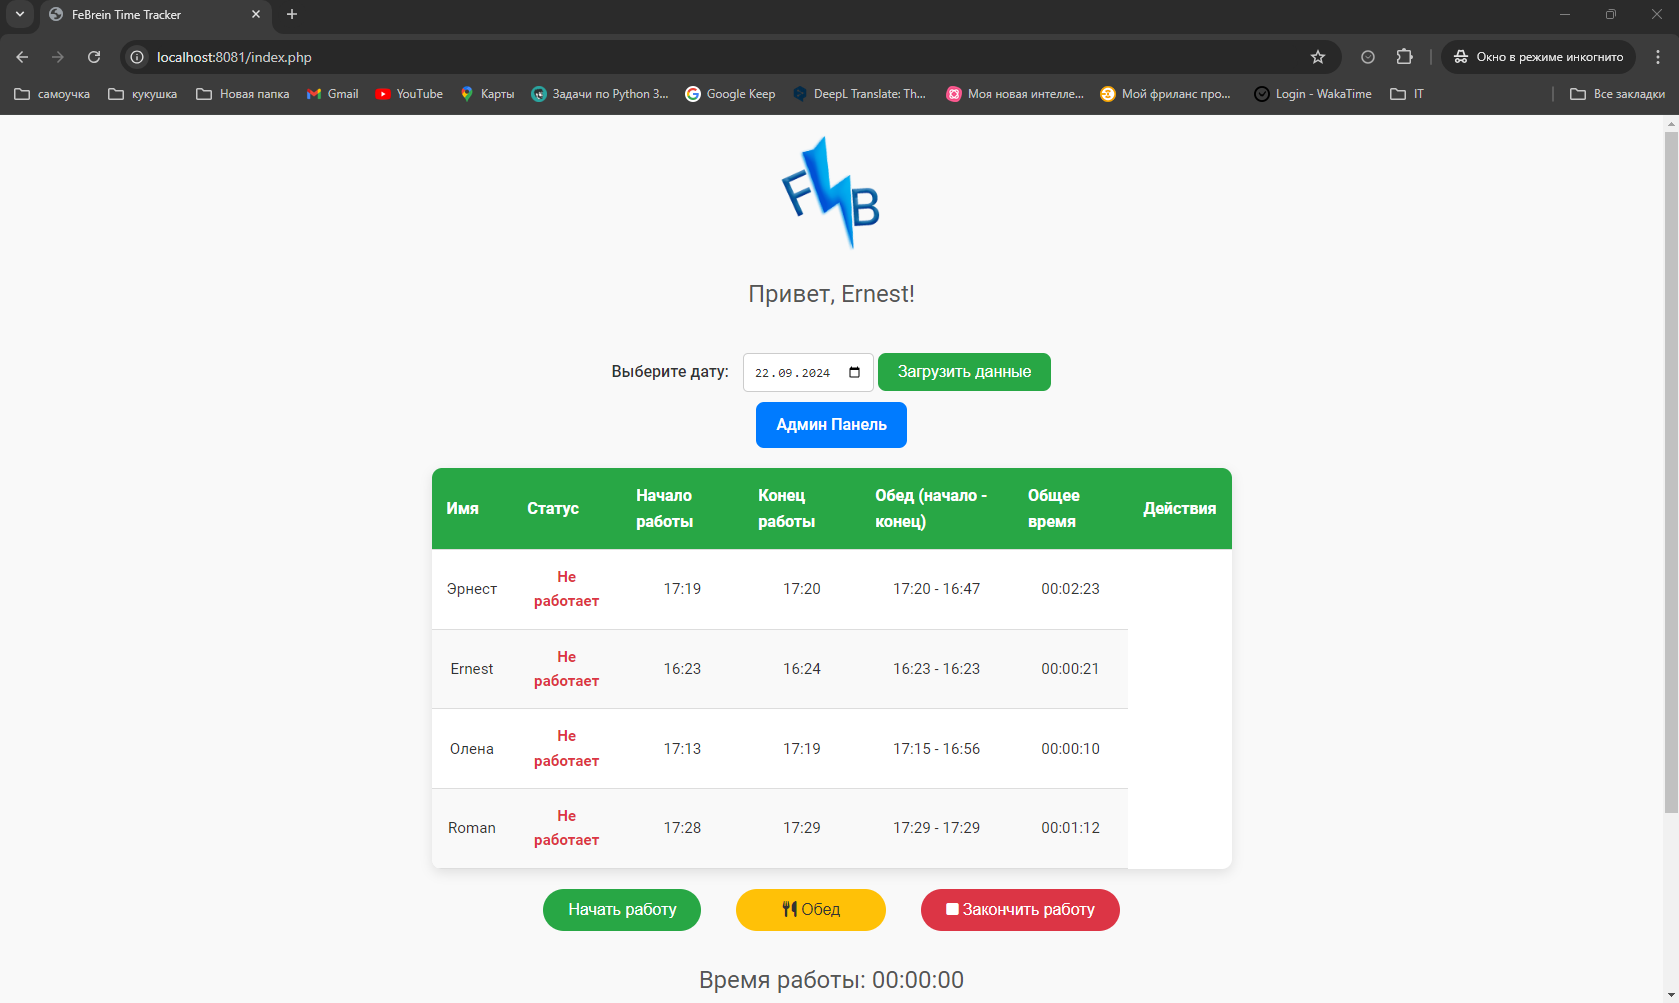 FeBrein Time Tracker
localhost:8081/index.php
Окно в режиме инкогнито
самоучка
кукушка
Новая папка
Gmail
YouTube
Карты
Задачи по Python 3...
Google Keep
DeepL Translate: Th...
Моя новая интелле...
Мой фриланс про...
Login - WakaTime
IT
Все закладки
F B
Привет, Ernest!
Выберите дату: 22.09.2024 Загрузить данные
Админ Панель
Имя Статус Начало работы Конец работы Обед (начало - конец) Общее время Действия
Эрнест Не работает 17:19 17:20 17:20 - 16:47 00:02:23
Ernest Не работает 16:23 16:24 16:23 - 16:23 00:00:21
Олена Не работает 17:13 17:19 17:15 - 16:56 00:00:10
Roman Не работает 17:28 17:29 17:29 - 17:29 00:01:12
Начать работу Обед Закончить работу
Время работы: 00:00:00